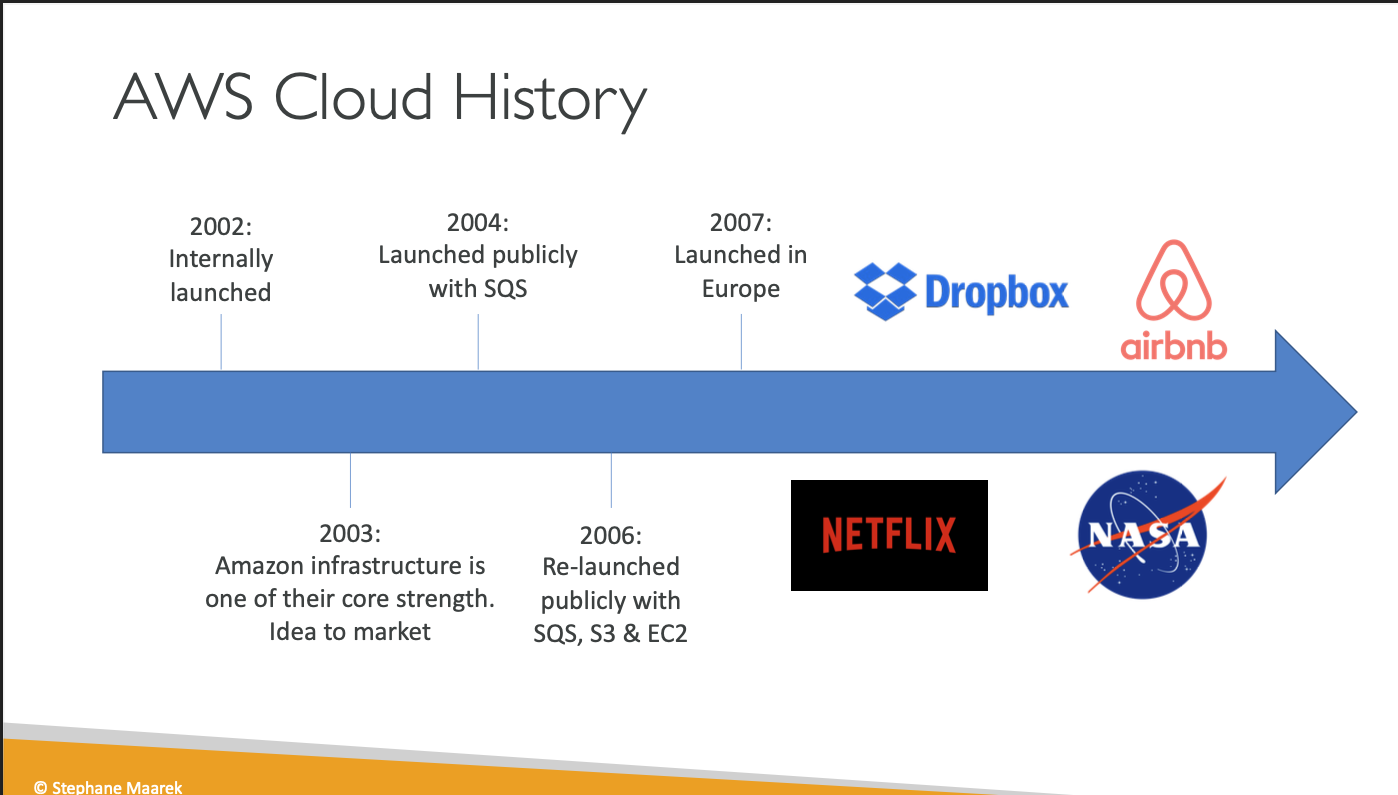 AWS Cloud History
2002:
Internally
launched
2003:
Amazon infrastructure is
one of their core strength.
Idea to market
2004:
Launched publicly
with SQS
2006:
Re-launched
publicly with
SQS, S3 & EC2
2007:
Launched in
Europe
Dropbox
airbnb
NETFLIX
NASA
© Stephane Maarek